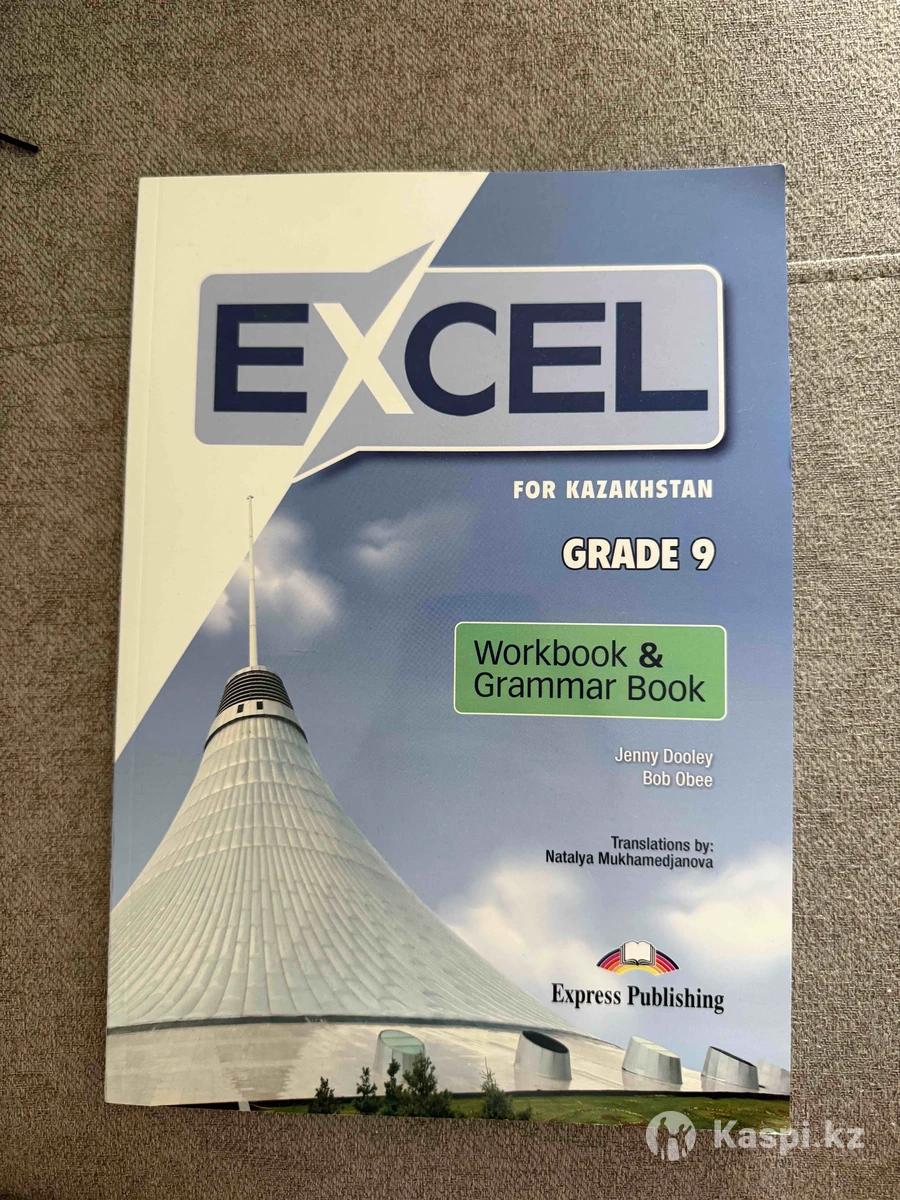 EXCEL
FOR KAZAKHSTAN
GRADE 9
Workbook &
Grammar Book
Jenny Dooley
Bob Obee
Translations by:
Natalya Mukhamedjanova
Express Publishing
Kaspi.kz